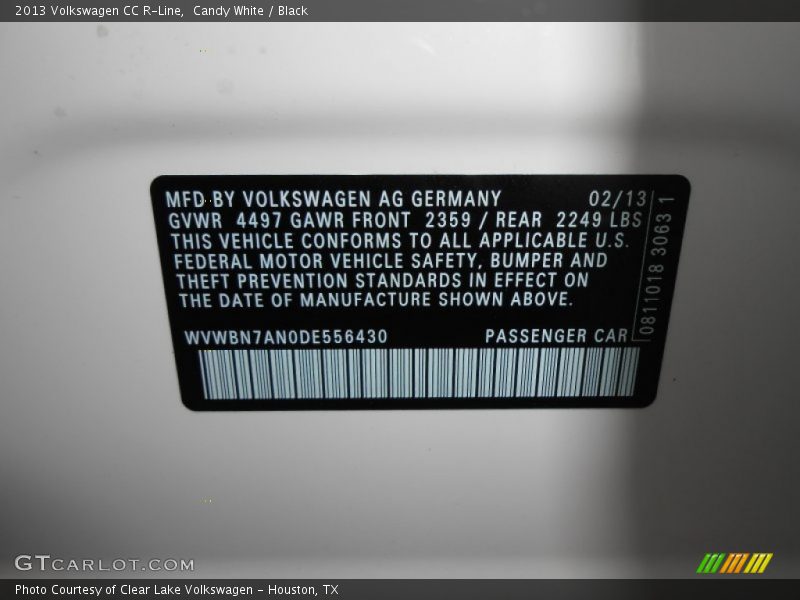 2013 Volkswagen CC R-Line,  Candy White / Black
MFD BY VOLKSWAGEN AG GERMANY 02/13
GVWR 4497 GAWR FRONT 2359 / REAR 2249 LBS
THIS VEHICLE CONFORMS TO ALL APPLICABLE U.S.
FEDERAL MOTOR VEHICLE SAFETY, BUMPER AND
THEFT PREVENTION STANDARDS IN EFFECT ON
THE DATE OF MANUFACTURE SHOWN ABOVE.
WVWBN7AN0DE556430 PASSENGER CAR
0811018 3063 1
GTCARLOT.COM
Photo Courtesy of Clear Lake Volkswagen - Houston, TX